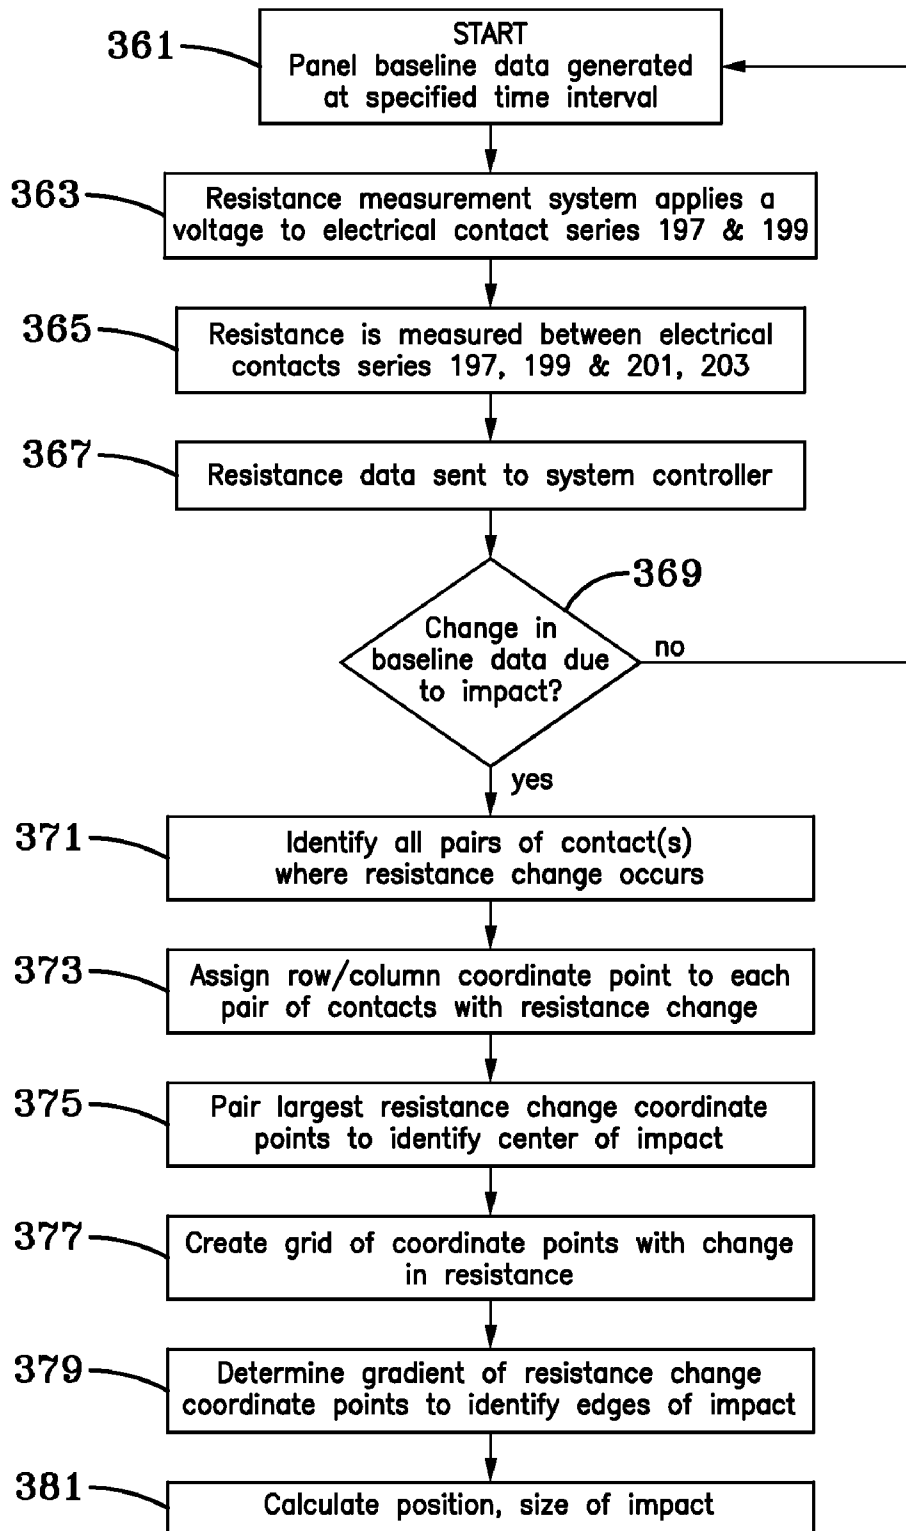 361
START
Panel baseline data generated
at specified time interval
363
Resistance measurement system applies a
voltage to electrical contact series 197 & 199
365
Resistance is measured between electrical
contacts series 197, 199 & 201, 203
367
Resistance data sent to system controller
369
Change in
baseline data due
to impact?
no
yes
371
Identify all pairs of contact(s)
where resistance change occurs
373
Assign row/column coordinate point to each
pair of contacts with resistance change
375
Pair largest resistance change coordinate
points to identify center of impact
377
Create grid of coordinate points with change
in resistance
379
Determine gradient of resistance change
coordinate points to identify edges of impact
381
Calculate position, size of impact